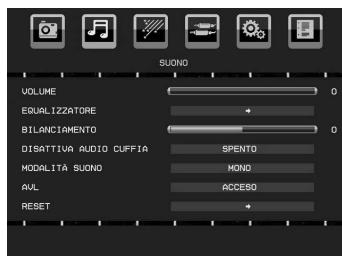 SUONO
VOLUME 0
EQUALIZZATORE
BILANCIAMENTO 0
DISATTIVA AUDIO CUFFIA SPENTO
MODALITÀ SUONO MONO
AVL ACCESO
RESET